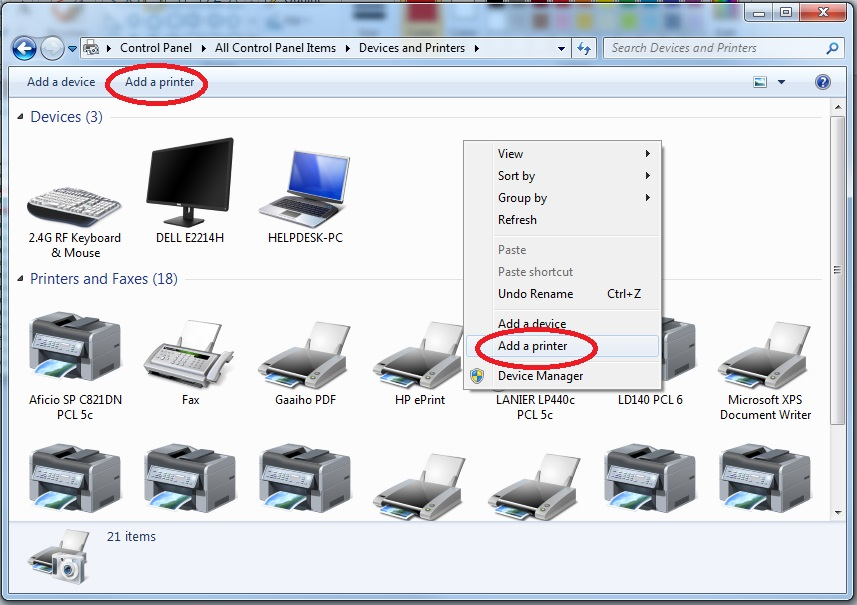 Control Panel
All Control Panel Items
Devices and Printers
Search Devices and Printers
Add a device
Add a printer
Devices (3)
2.4G RF Keyboard
& Mouse
DELL E2214H
HELPDESK-PC
View
Sort by
Group by
Refresh
Paste
Paste shortcut
Undo Rename Ctrl+Z
Add a device
Add a printer
Device Manager
Printers and Faxes (18)
Aficio SP C821DN
PCL 5c
Fax
Gaaiho PDF
HP ePrint
LANIER LP440c
PCL 5c
LD140 PCL 6
Microsoft XPS
Document Writer
21 items